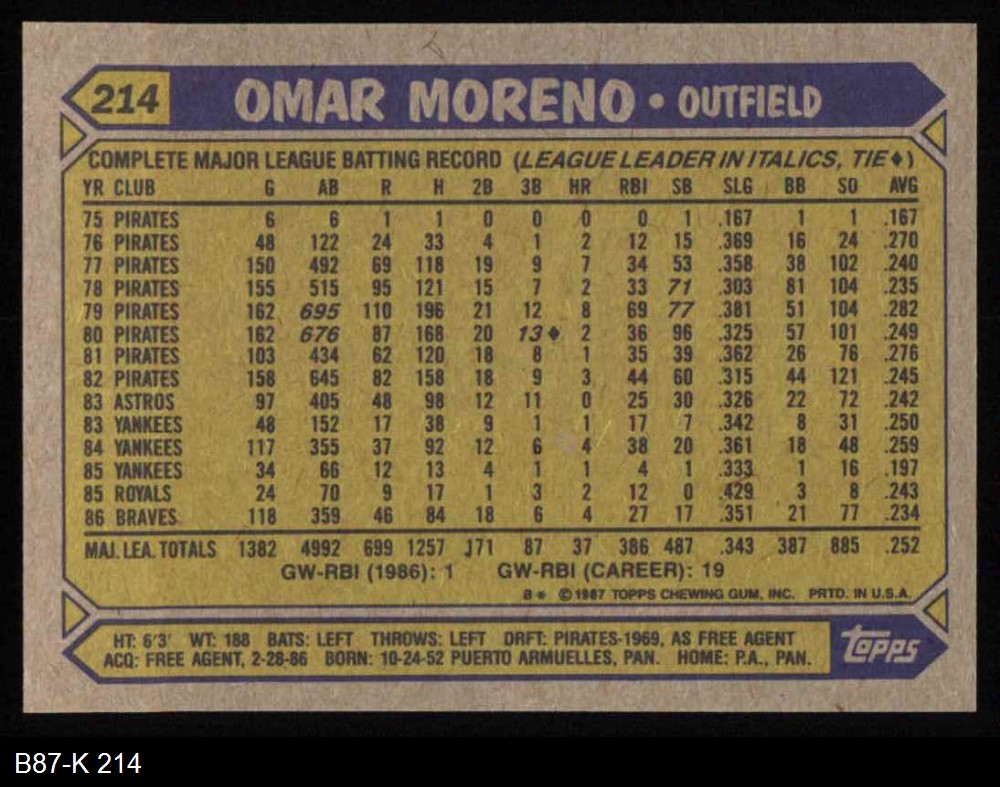 214 OMAR MORENO • OUTFIELD
COMPLETE MAJOR LEAGUE BATTING RECORD (LEAGUE LEADER IN ITALICS, TIE♦)
YR CLUB G AB R H 2B 3B HR RBI SB SLG BB SO AVG
75 PIRATES 6 6 1 1 0 0 0 0 1 .167 1 1 .167
76 PIRATES 48 122 24 33 4 1 2 12 15 .369 16 24 .270
77 PIRATES 150 492 69 118 19 9 7 34 53 .358 38 102 .240
78 PIRATES 155 515 95 121 15 7 2 33 71 .303 81 104 .235
79 PIRATES 162 695 110 196 21 12 8 69 77 .381 51 104 .282
80 PIRATES 162 676 87 168 20 13♦ 2 36 96 .325 57 101 .249
81 PIRATES 103 434 62 120 18 8 1 35 39 .362 26 76 .276
82 PIRATES 158 645 82 158 18 9 3 44 60 .315 44 121 .245
83 ASTROS 97 405 48 98 12 11 0 25 30 .326 22 72 .242
83 YANKEES 48 152 17 38 9 1 1 17 7 .342 8 31 .250
84 YANKEES 117 355 37 92 12 6 4 38 20 .361 18 48 .259
85 YANKEES 34 66 12 13 4 1 1 4 1 .333 1 16 .197
85 ROYALS 24 70 9 17 1 3 2 12 0 .429 3 8 .243
86 BRAVES 118 359 46 84 18 6 4 27 17 .351 21 77 .234
MAJ. LEA. TOTALS 1382 4992 699 1257 171 87 37 386 487 .343 387 885 .252
GW-RBI (1986): 1 GW-RBI (CAREER): 19
B* ©1987 TOPPS CHEWING GUM, INC. PRTD. IN U.S.A.
HT: 6'3' WT: 188 BATS: LEFT THROWS: LEFT DRFT: PIRATES-1969, AS FREE AGENT
ACQ: FREE AGENT, 2-28-86 BORN: 10-24-52 PUERTO ARMUELLES, PAN. HOME: P.A., PAN.
topps
B87-K 214